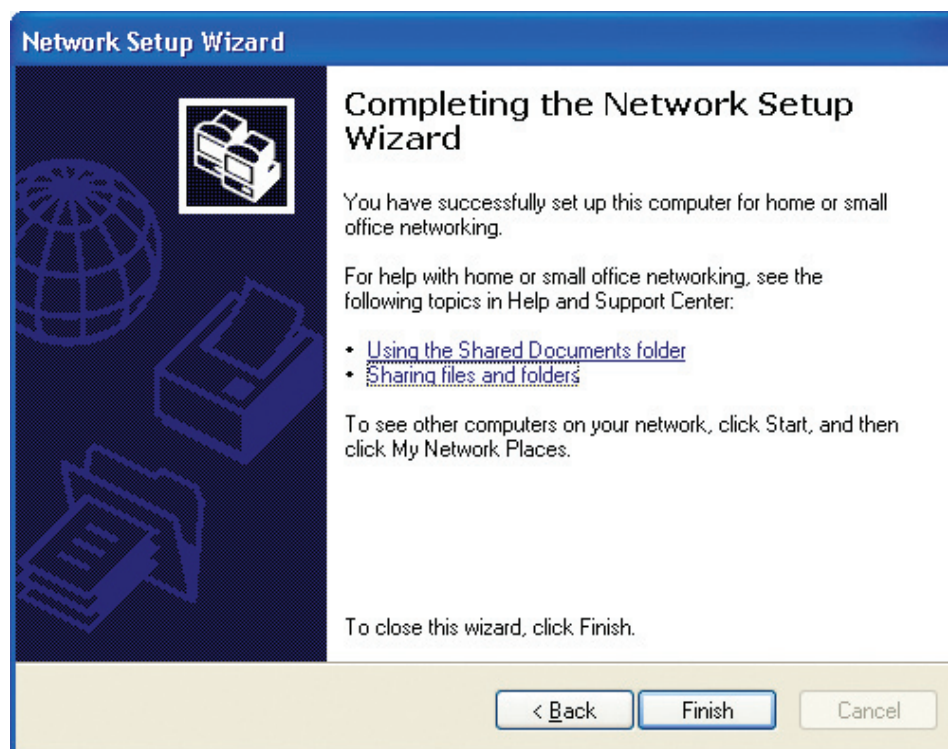 Network Setup Wizard
Completing the Network Setup
Wizard
You have successfully set up this computer for home or small
office networking.
For help with home or small office networking, see the
following topics in Help and Support Center:
• Using the Shared Documents folder
• Sharing files and folders
To see other computers on your network, click Start, and then
click My Network Places.
To close this wizard, click Finish.
< Back Finish Cancel